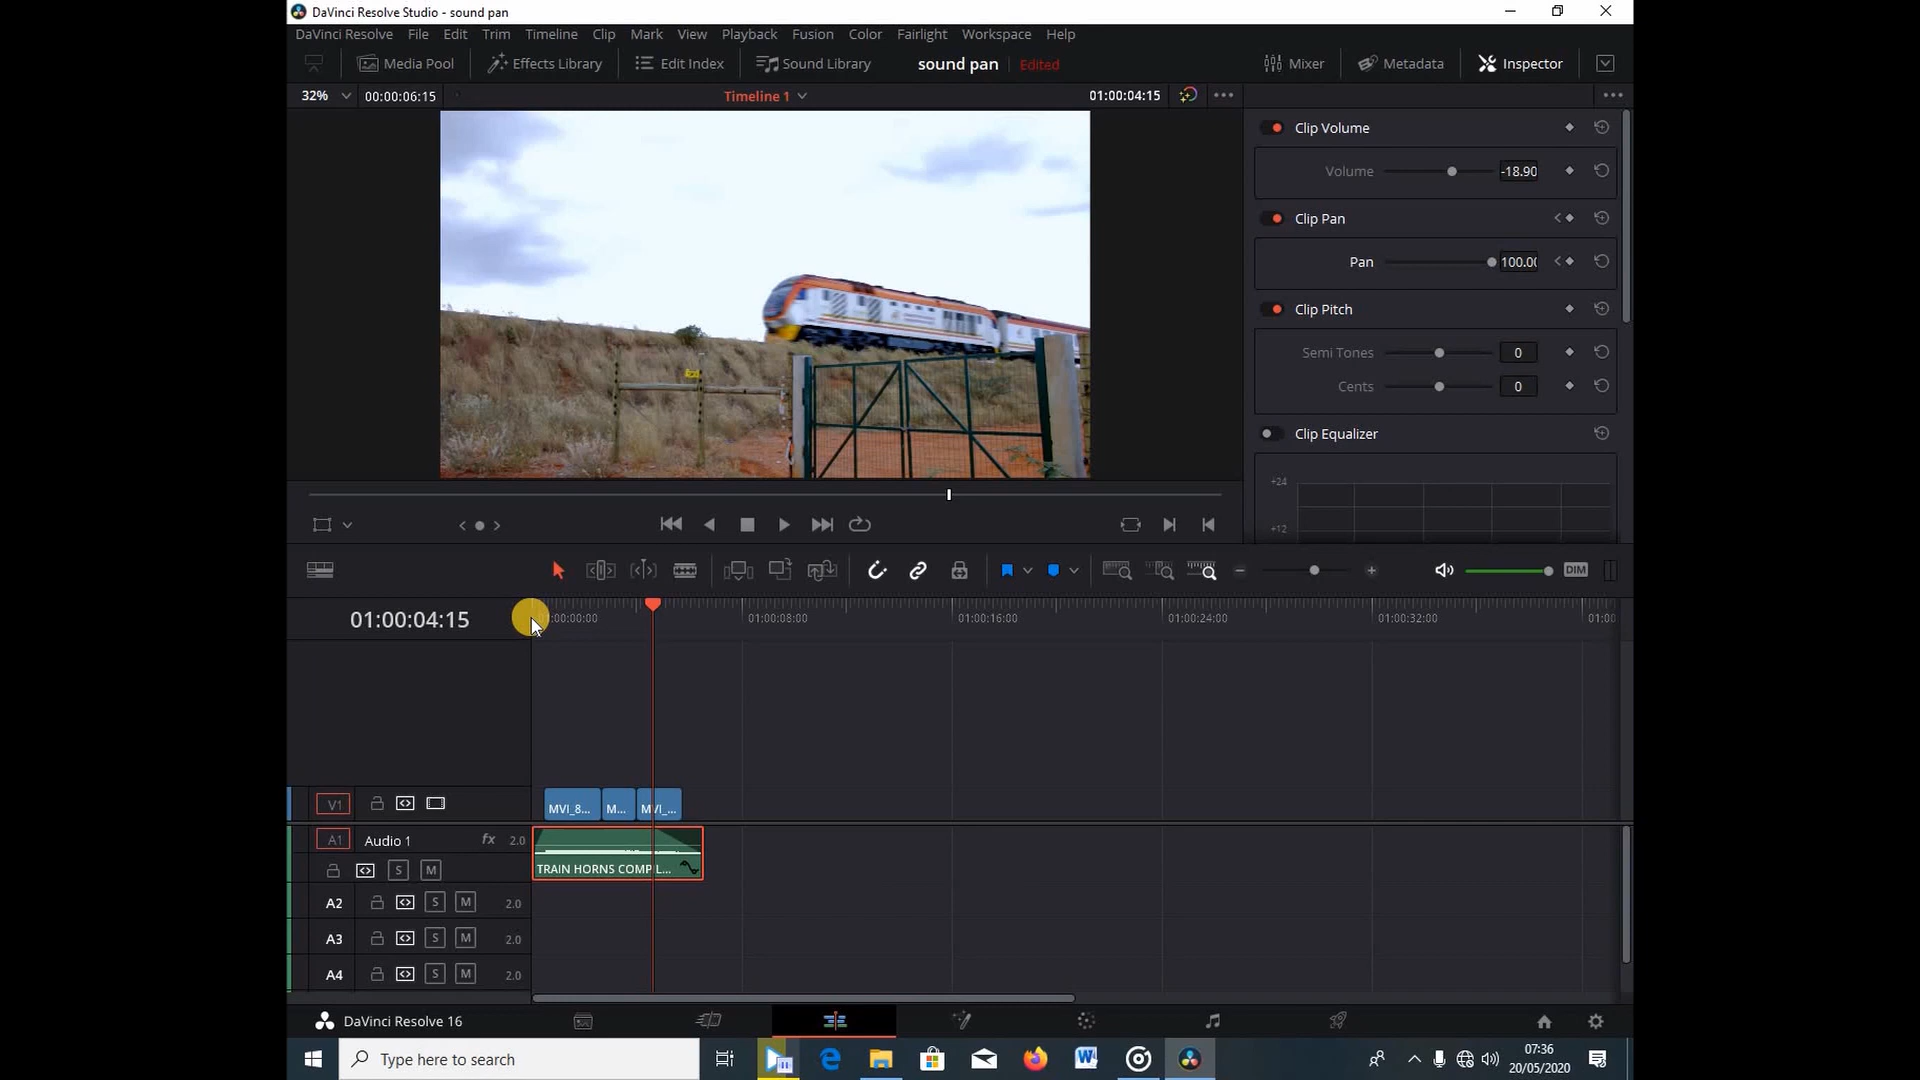 DaVinci Resolve Studio - sound pan
DaVinci Resolve File Edit Trim Timeline Clip Mark View Playback Fusion Color Fairlight Workspace Help
Media Pool Effects Library Edit Index Sound Library sound pan Edited Mixer Metadata Inspector
32% 00:00:06:15 Timeline 1 01:00:04:15
Clip Volume
Volume -18.90
Clip Pan
Pan 100.00
Clip Pitch
Semi Tones 0
Cents 0
Clip Equalizer
+24
+12
DIM
01:00:04:15
:00:00:00 01:00:08:00 01:00:16:00 01:00:24:00 01:00:32:00 01:00
V1 MVI_8... M... MVI_...
A1 Audio 1 fx 2.0
S M TRAIN HORNS COMPIL...
A2 S M 2.0
A3 S M 2.0
A4 S M 2.0
DaVinci Resolve 16
Type here to search
07:36
20/05/2020